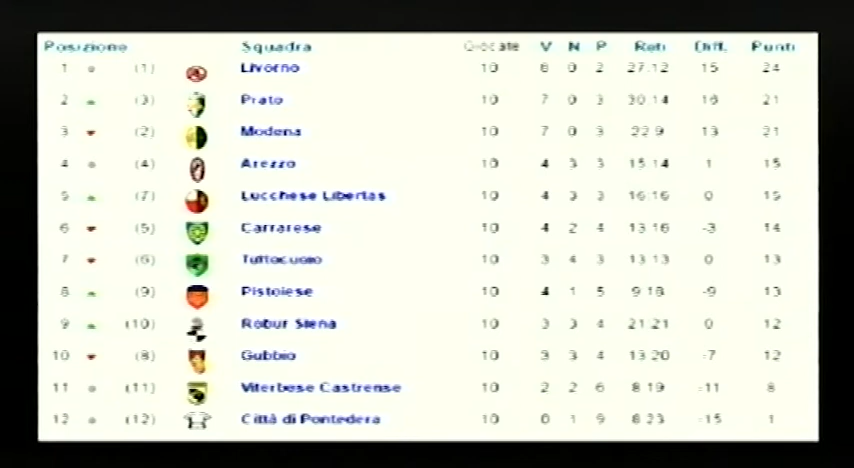 Posizione Squadra Giocate V N P Reti Diff. Punti
1 (1) Livorno 10 8 0 2 27:12 15 24
2 (3) Prato 10 7 0 3 30:14 16 21
3 (2) Modena 10 7 0 3 22:9 13 21
4 (4) Arezzo 10 4 3 3 15:14 1 15
5 (7) Lucchese Libertas 10 4 3 3 16:16 0 15
6 (5) Carrarese 10 4 2 4 13:16 -3 14
7 (6) Tuttocuoio 10 3 4 3 13:13 0 13
8 (9) Pistoiese 10 4 1 5 9:18 -9 13
9 (10) Robur Siena 10 3 3 4 21:21 0 12
10 (8) Gubbio 10 3 3 4 13:20 -7 12
11 (11) Viterbese Castrense 10 2 2 6 8:19 -11 8
12 (12) Città di Pontedera 10 0 1 9 8:23 -15 1